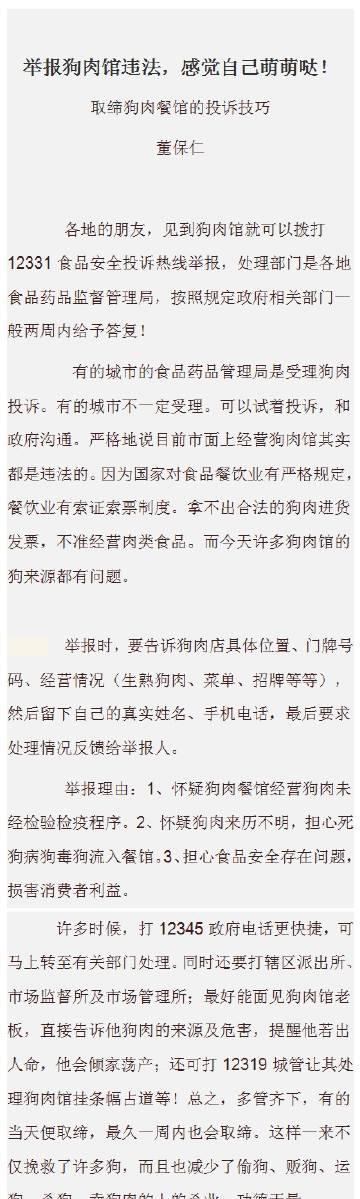 举报狗肉馆违法，感觉自己萌萌哒！
取缔狗肉餐馆的投诉技巧
董保仁
各地的朋友，见到狗肉馆就可以拨打
12331 食品安全投诉热线举报，处理部门是各地
食品药品监督管理局，按照规定政府相关部门一
般两周内给予答复！
有的城市的食品药品管理局是受理狗肉
投诉。有的城市不一定受理。可以试着投诉，和
政府沟通。严格地说目前市面上经营狗肉馆其实
都是违法的。因为国家对食品餐饮业有严格规定，
餐饮业有索证索票制度。拿不出合法的狗肉进货
发票，不准经营肉类食品。而今天许多狗肉馆的
狗来源都有问题。
举报时，要告诉狗肉店具体位置、门牌号
码、经营情况（生熟狗肉、菜单、招牌等等），
然后留下自己的真实姓名、手机电话，最后要求
处理情况反馈给举报人。
举报理由：1、怀疑狗肉餐馆经营狗肉未
经检验检疫程序。2、怀疑狗肉来历不明，担心死
狗病狗毒狗流入餐馆。3、担心食品安全存在问题，
损害消费者利益。
许多时候，打 12345 政府电话更快捷，可
马上转至有关部门处理。同时还要打辖区派出所、
市场监督所及市场管理所；最好能面见狗肉馆老
板，直接告诉他狗肉的来源及危害，提醒他若出
人命，他会倾家荡产；还可打 12319 城管让其处
理狗肉馆挂条幅占道等！总之，多管齐下，有的
当天便取缔，最久一周内也会取缔。这样一来不
仅挽救了许多狗，而且也减少了偷狗、贩狗、运